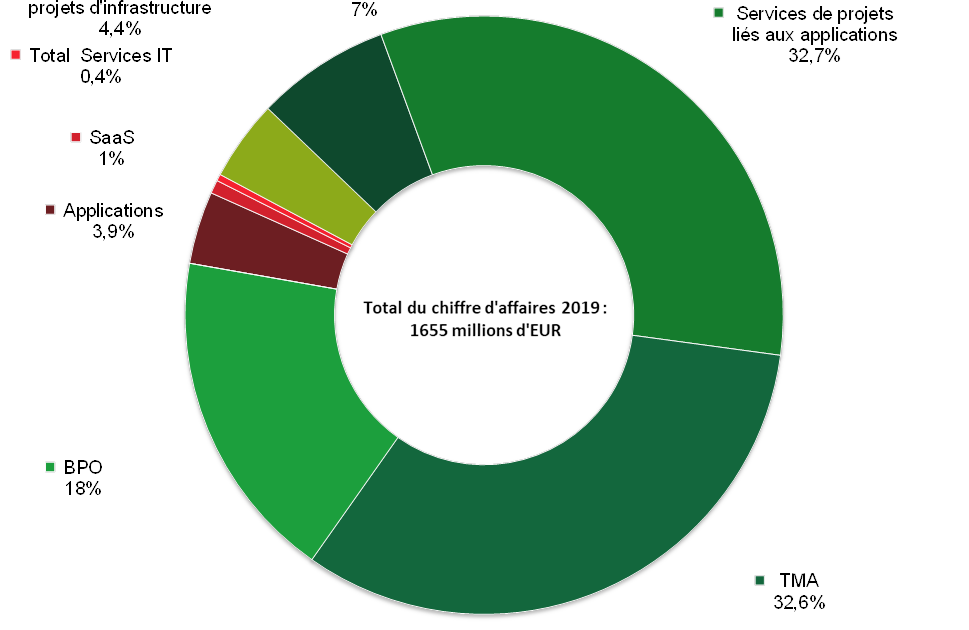 projets d'infrastructure
4,4%
7%
Services de projets
liés aux applications
32,7%
Total Services IT
0,4%
SaaS
1%
Applications
3,9%
Total du chiffre d'affaires 2019 :
1655 millions d'EUR
BPO
18%
TMA
32,6%